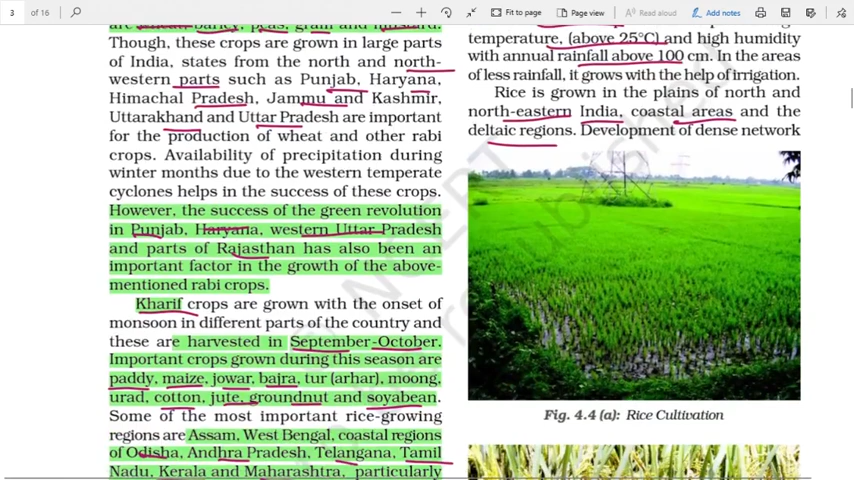 3
of 16
Fit to page
Page view
Read aloud
Add notes
are wheat, barley, peas, gram and mustard.
Though, these crops are grown in large parts
of India, states from the north and north-
western parts such as Punjab, Haryana,
Himachal Pradesh, Jammu and Kashmir,
Uttarakhand and Uttar Pradesh are important
for the production of wheat and other rabi
crops. Availability of precipitation during
winter months due to the western temperate
cyclones helps in the success of these crops.
However, the success of the green revolution
in Punjab, Haryana, western Uttar Pradesh
and parts of Rajasthan has also been an
important factor in the growth of the above-
mentioned rabi crops.
Kharif crops are grown with the onset of
monsoon in different parts of the country and
these are harvested in September-October.
Important crops grown during this season are
paddy, maize, jowar, bajra, tur (arhar), moong,
urad, cotton, jute, groundnut and soyabean.
Some of the most important rice-growing
regions are Assam, West Bengal, coastal regions
of Odisha, Andhra Pradesh, Telangana, Tamil
Nadu, Kerala and Maharashtra, particularly
temperature, (above 25°C) and high humidity
with annual rainfall above 100 cm. In the areas
of less rainfall, it grows with the help of irrigation.
Rice is grown in the plains of north and
north-eastern India, coastal areas and the
deltaic regions. Development of dense network
Fig. 4.4 (a): Rice Cultivation